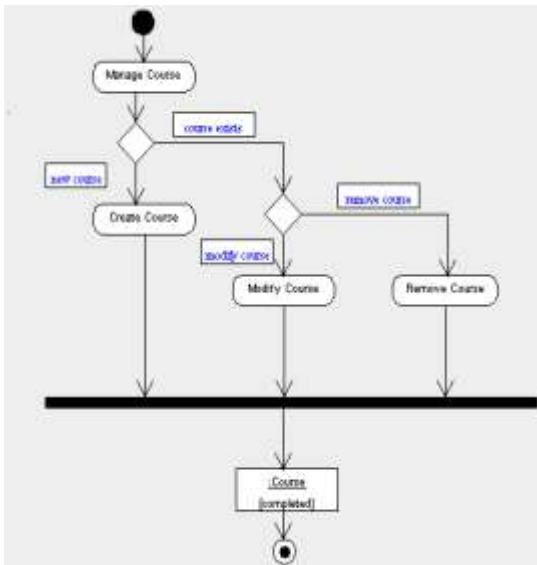 Manage Course
course exists
new course
remove course
Create Course
modify course
Modify Course
Remove Course
:Course
[completed]